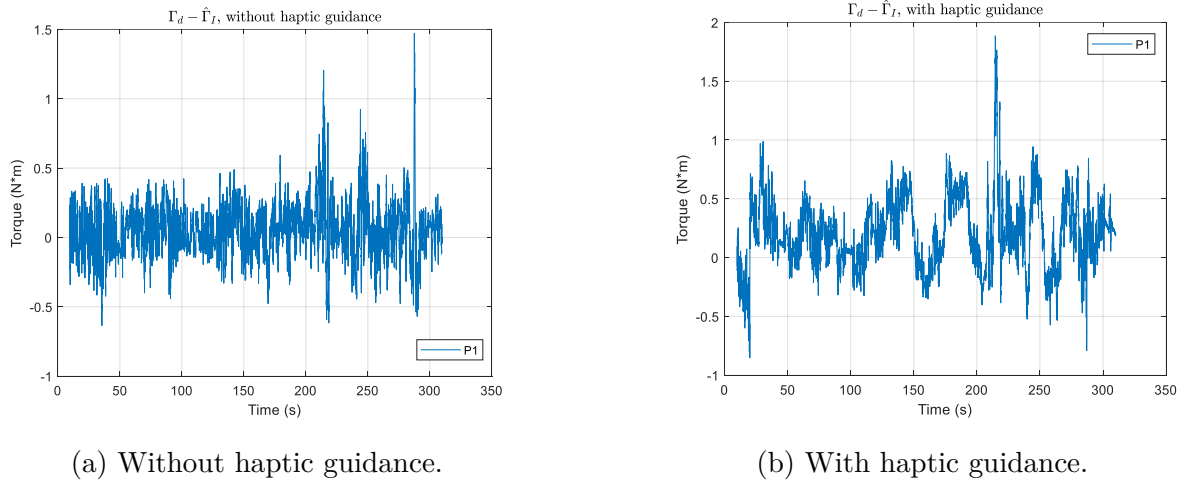 Γ_d − Γ̂_I, without haptic guidance
1.5
1
0.5
0
-0.5
-1
Torque (N*m)
P1
0 50 100 150 200 250 300 350
Time (s)
(a) Without haptic guidance.
Γ_d − Γ̂_I, with haptic guidance
2
1.5
1
0.5
0
-0.5
-1
Torque (N*m)
P1
0 50 100 150 200 250 300 350
Time (s)
(b) With haptic guidance.